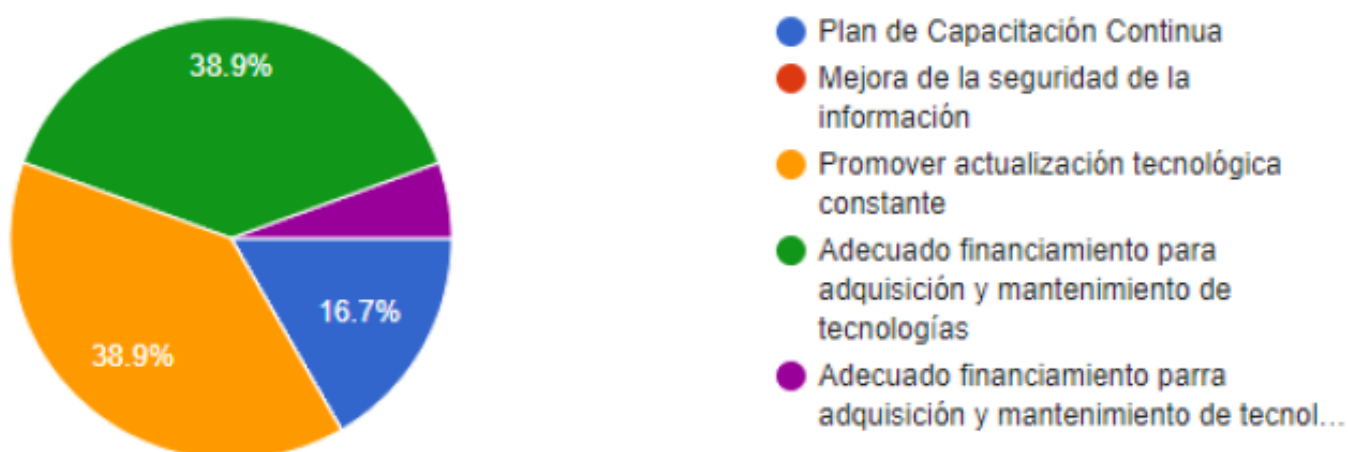 38.9%
16.7%
38.9%
Plan de Capacitación Continua
Mejora de la seguridad de la
información
Promover actualización tecnológica
constante
Adecuado financiamiento para
adquisición y mantenimiento de
tecnologías
Adecuado financiamiento parra
adquisición y mantenimiento de tecnol...